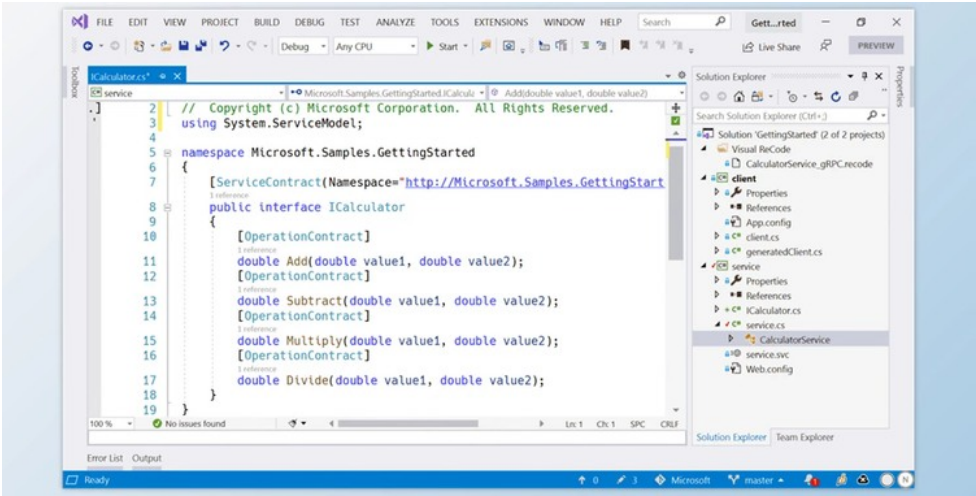 FILE EDIT VIEW PROJECT BUILD DEBUG TEST ANALYZE TOOLS EXTENSIONS WINDOW HELP Search Gett...rted
Debug Any CPU Start Live Share PREVIEW
Toolbox
ICalculator.cs*
service Microsoft.Samples.GettingStarted.ICalcula Add(double value1, double value2)
.] 2 // Copyright (c) Microsoft Corporation. All Rights Reserved.
3 using System.ServiceModel;
4
5 namespace Microsoft.Samples.GettingStarted
6 {
7 [ServiceContract(Namespace="http://Microsoft.Samples.GettingStart
1 reference
8 public interface ICalculator
9 {
10 [OperationContract]
1 reference
11 double Add(double value1, double value2);
12 [OperationContract]
1 reference
13 double Subtract(double value1, double value2);
14 [OperationContract]
1 reference
15 double Multiply(double value1, double value2);
16 [OperationContract]
1 reference
17 double Divide(double value1, double value2);
18 }
19 }
100 % No issues found Ln: 1 Ch: 1 SPC CRLF
Error List Output
Solution Explorer
Search Solution Explorer (Ctrl+;)
Solution 'GettingStarted' (2 of 2 projects)
Visual ReCode
CalculatorService_gRPC.recode
client
Properties
References
App.config
client.cs
generatedClient.cs
service
Properties
References
ICalculator.cs
service.cs
CalculatorService
service.svc
Web.config
Solution Explorer Team Explorer
Properties
Ready 0 3 Microsoft master N